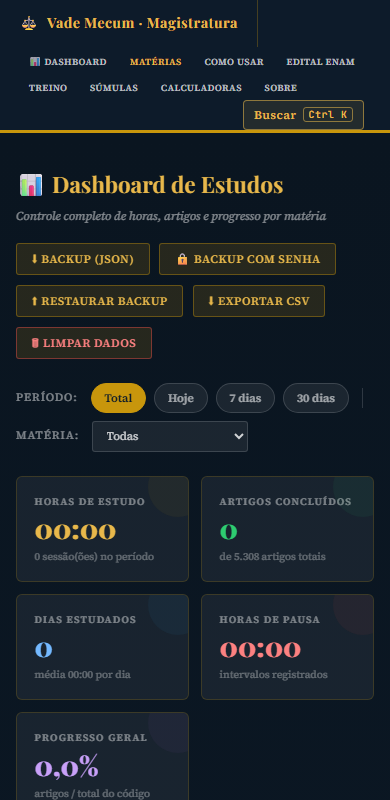 Vade Mecum · Magistratura
DASHBOARD MATÉRIAS COMO USAR EDITAL ENAM
TREINO SÚMULAS CALCULADORAS SOBRE
Buscar Ctrl K
Dashboard de Estudos
Controle completo de horas, artigos e progresso por matéria
⬇ BACKUP (JSON) BACKUP COM SENHA
⬆ RESTAURAR BACKUP ⬇ EXPORTAR CSV
LIMPAR DADOS
PERÍODO: Total Hoje 7 dias 30 dias
MATÉRIA: Todas
HORAS DE ESTUDO
00:00
0 sessão(ões) no período
ARTIGOS CONCLUÍDOS
0
de 5.308 artigos totais
DIAS ESTUDADOS
0
média 00:00 por dia
HORAS DE PAUSA
00:00
intervalos registrados
PROGRESSO GERAL
0,0%
artigos / total do código